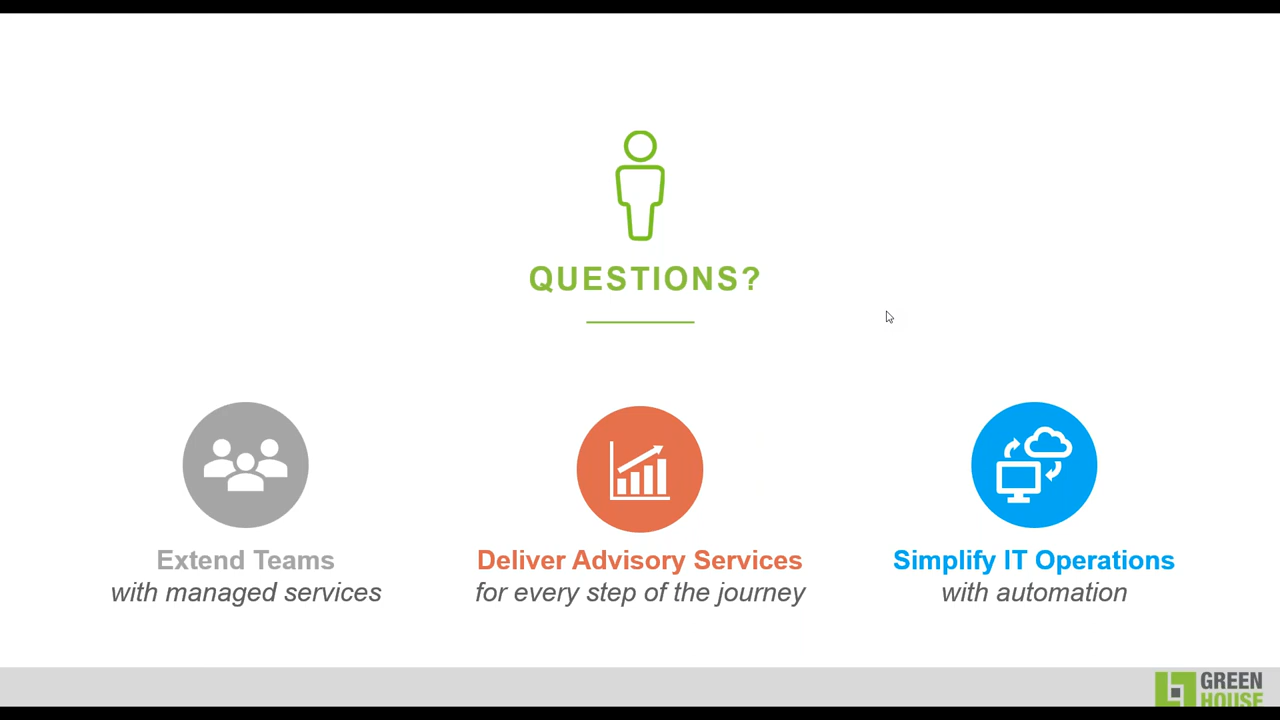 QUESTIONS?
Extend Teams
with managed services
Deliver Advisory Services
for every step of the journey
Simplify IT Operations
with automation
GREEN
HOUSE